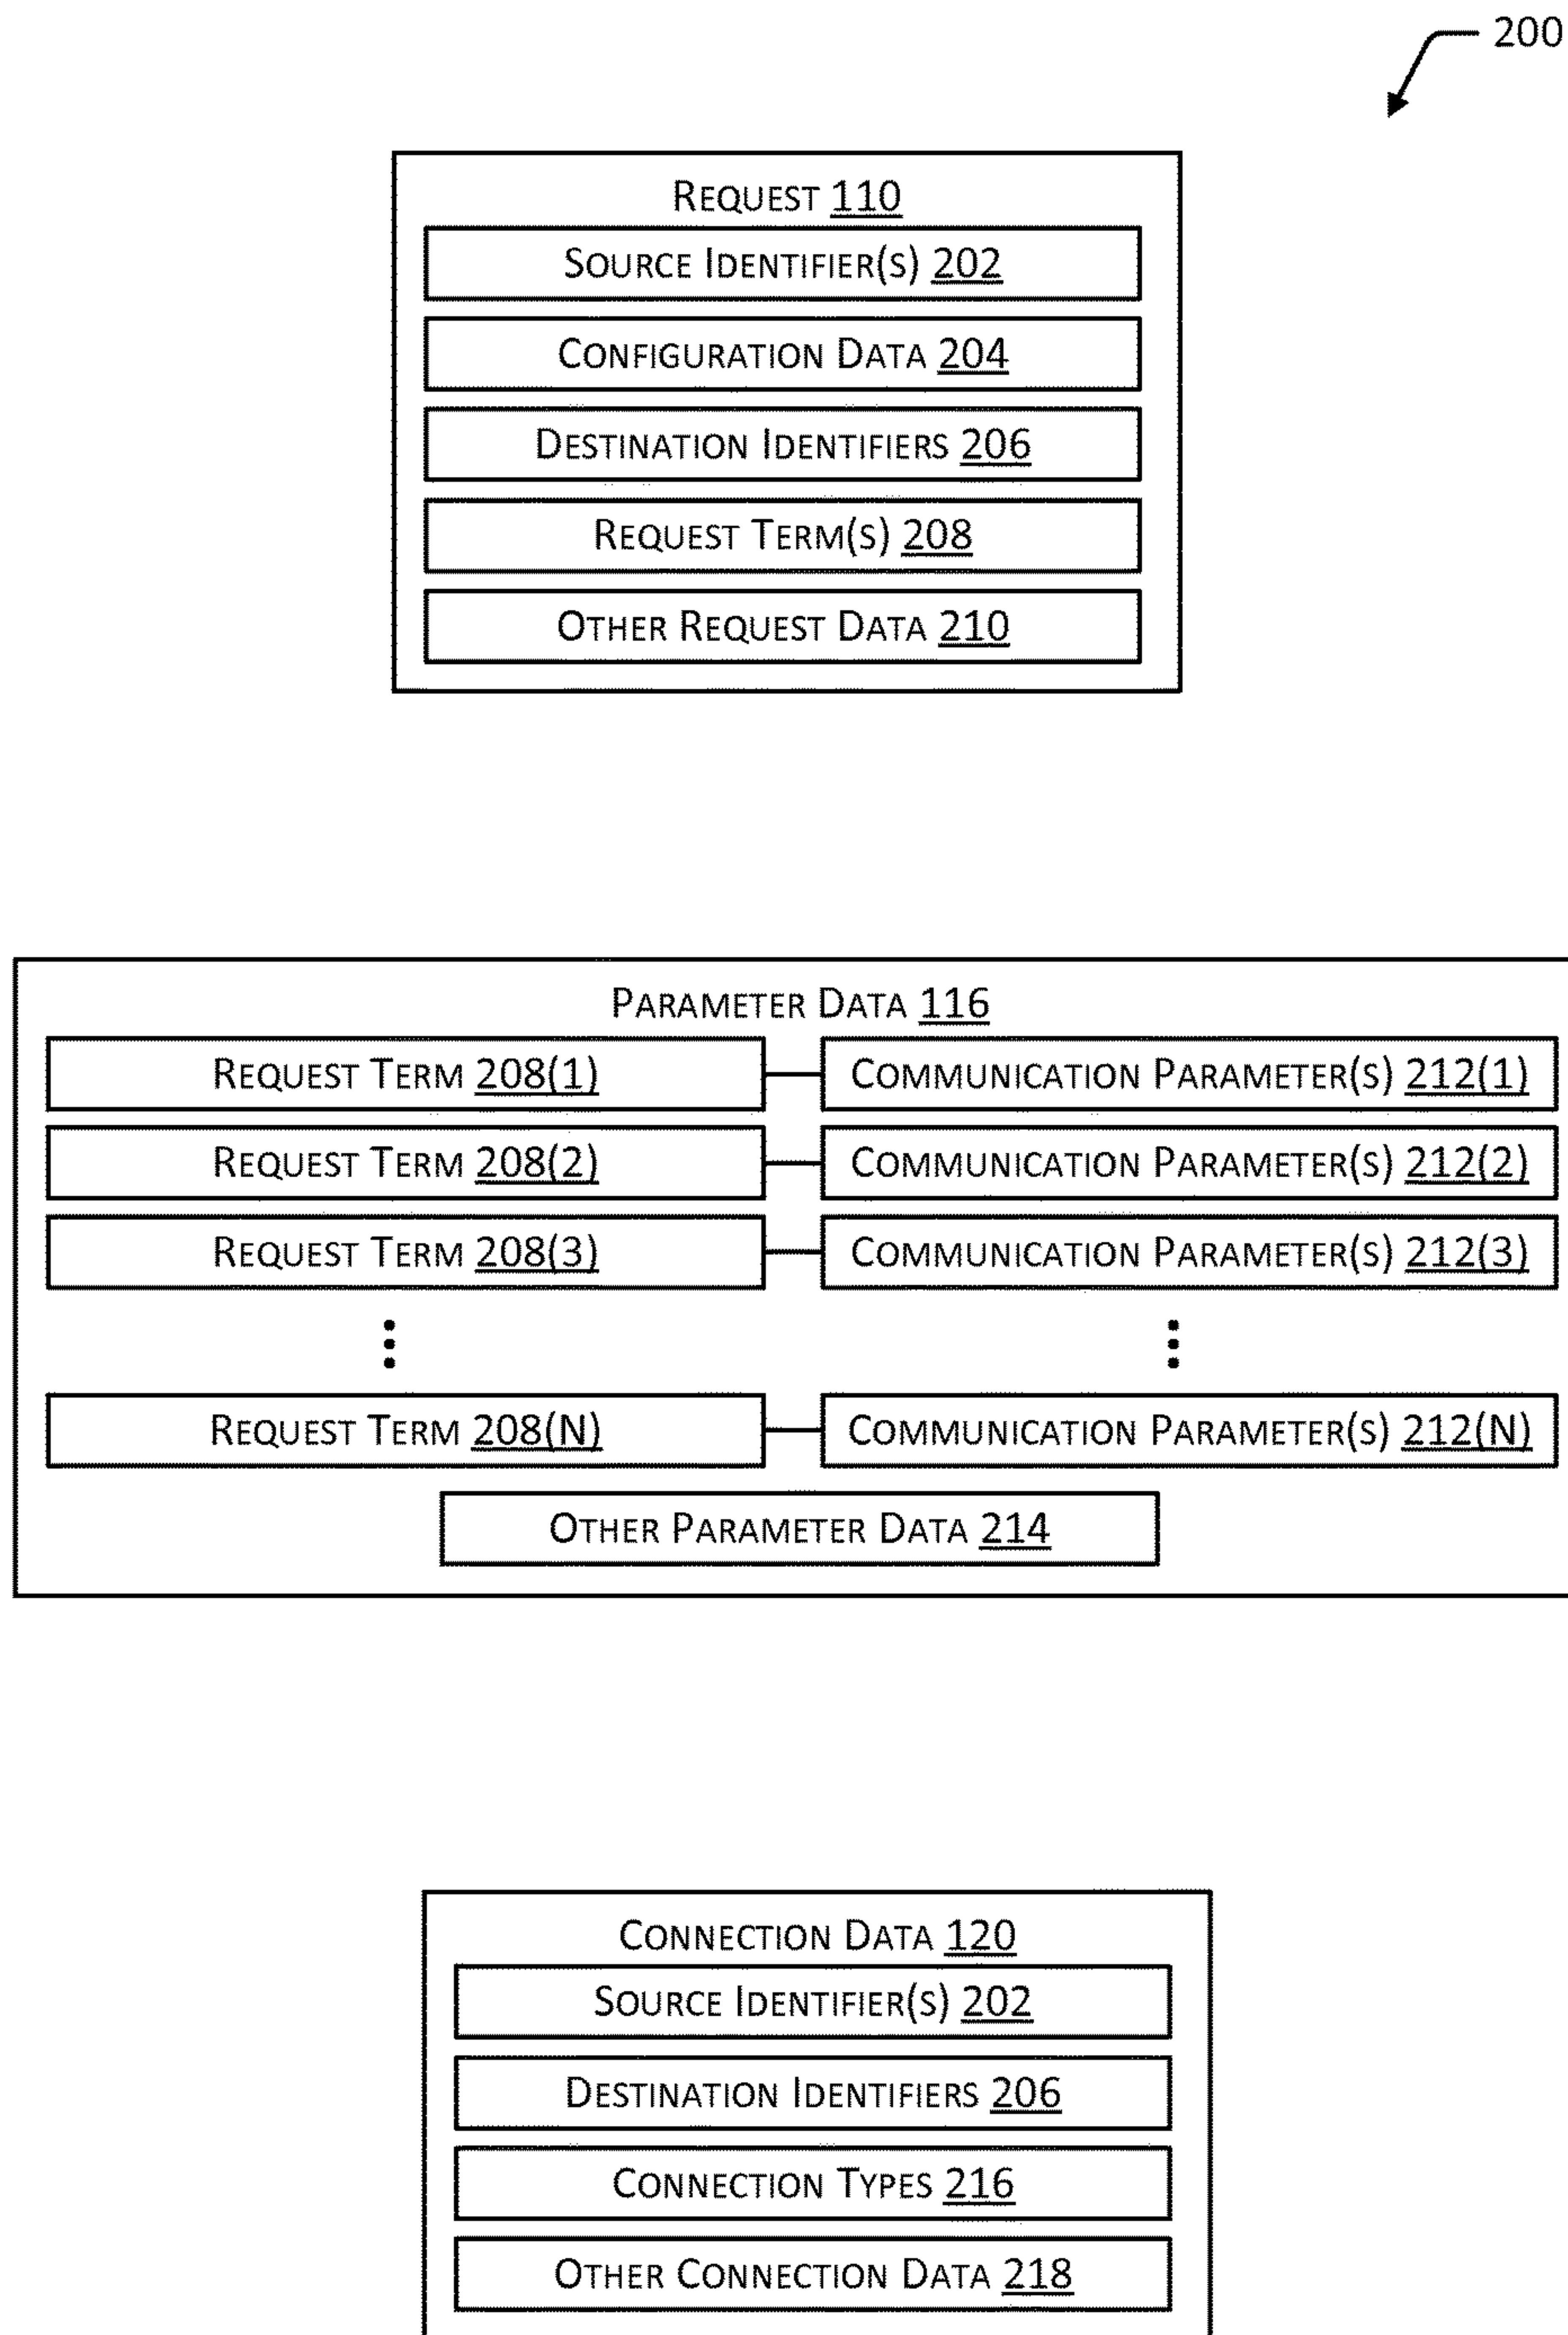 200
REQUEST 110
SOURCE IDENTIFIER(S) 202
CONFIGURATION DATA 204
DESTINATION IDENTIFIERS 206
REQUEST TERM(S) 208
OTHER REQUEST DATA 210
PARAMETER DATA 116
REQUEST TERM 208(1) COMMUNICATION PARAMETER(S) 212(1)
REQUEST TERM 208(2) COMMUNICATION PARAMETER(S) 212(2)
REQUEST TERM 208(3) COMMUNICATION PARAMETER(S) 212(3)
REQUEST TERM 208(N) COMMUNICATION PARAMETER(S) 212(N)
OTHER PARAMETER DATA 214
CONNECTION DATA 120
SOURCE IDENTIFIER(S) 202
DESTINATION IDENTIFIERS 206
CONNECTION TYPES 216
OTHER CONNECTION DATA 218